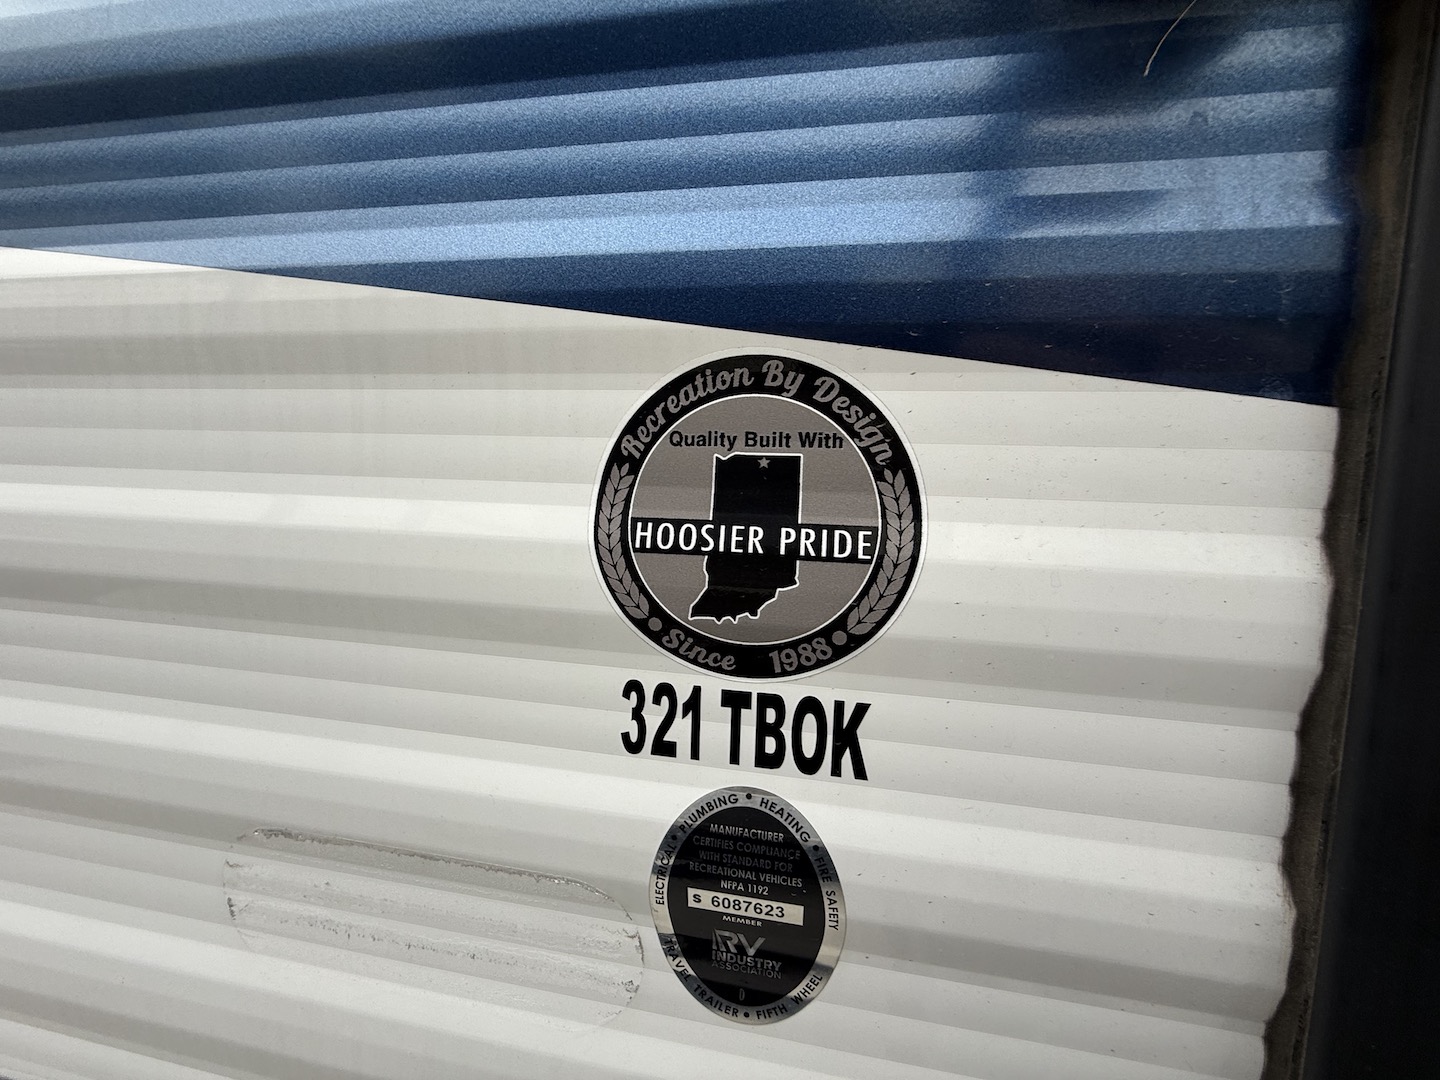 Recreation By Design
Quality Built With
HOOSIER PRIDE
Since 1988
321 TBOK
ELECTRICAL • PLUMBING • HEATING • FIRE SAFETY
MANUFACTURER
CERTIFIES COMPLIANCE
WITH STANDARD FOR
RECREATIONAL VEHICLES
NFPA 1192
S 6087623
MEMBER
RV
INDUSTRY
ASSOCIATION
TRAVEL TRAILER • FIFTH WHEEL